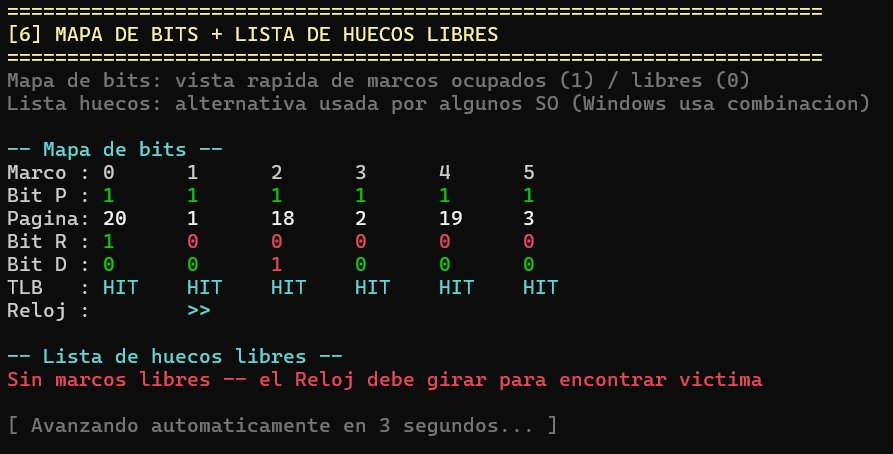 ====================================================================
[6] MAPA DE BITS + LISTA DE HUECOS LIBRES
====================================================================
Mapa de bits: vista rapida de marcos ocupados (1) / libres (0)
Lista huecos: alternativa usada por algunos SO (Windows usa combinacion)

-- Mapa de bits --
Marco : 0      1      2      3      4      5
Bit P : 1      1      1      1      1      1
Pagina: 20     1      18     2      19     3
Bit R : 1      0      0      0      0      0
Bit D : 0      0      1      0      0      0
TLB   : HIT    HIT    HIT    HIT    HIT    HIT
Reloj :        >>

-- Lista de huecos libres --
Sin marcos libres -- el Reloj debe girar para encontrar victima

[ Avanzando automaticamente en 3 segundos... ]